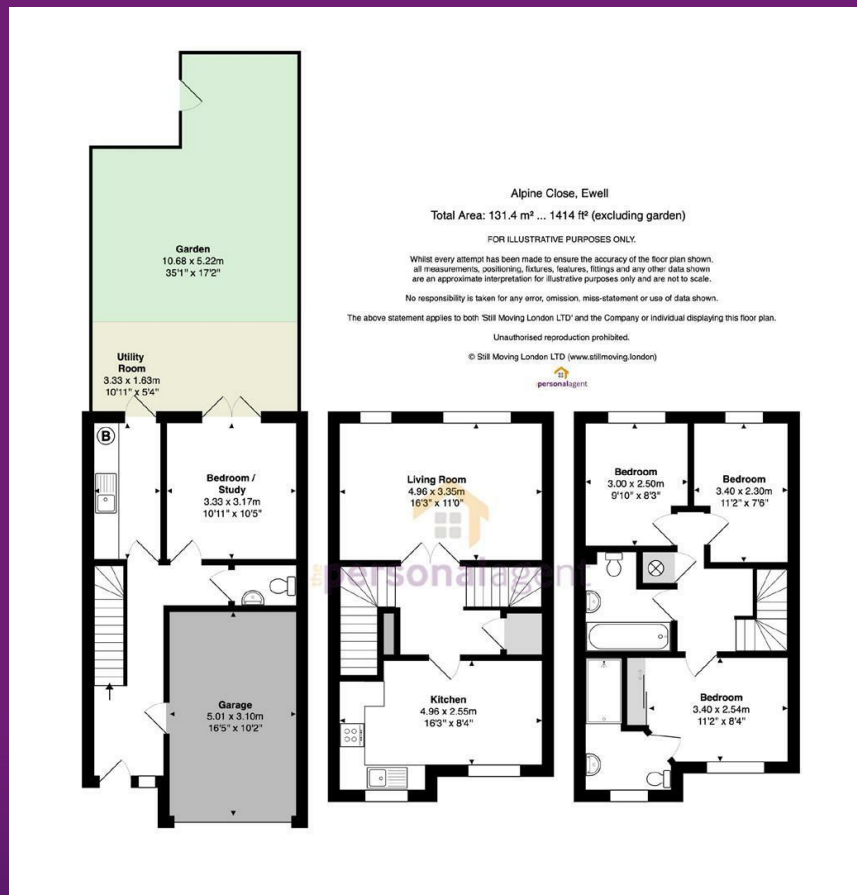 Alpine Close, Ewell
Total Area: 131.4 m² ... 1414 ft² (excluding garden)
FOR ILLUSTRATIVE PURPOSES ONLY.
Whilst every attempt has been made to ensure the accuracy of the floor plan shown,
all measurements, positioning, fixtures, features, fittings and any other data shown
are an approximate interpretation for illustrative purposes only and are not to scale.
No responsibility is taken for any error, omission, miss-statement or use of data shown.
The above statement applies to both 'Still Moving London LTD' and the Company or individual displaying this floor plan.
Unauthorised reproduction prohibited.
© Still Moving London LTD (www.stillmoving.london)
personalagent
Garden
10.68 x 5.22m
35'1" x 17'2"
Utility
Room
3.33 x 1.63m
10'11" x 5'4"
B
Bedroom /
Study
3.33 x 3.17m
10'11" x 10'5"
Garage
5.01 x 3.10m
16'5" x 10'2"
Living Room
4.96 x 3.35m
16'3" x 11'0"
the personalagent
Kitchen
4.96 x 2.55m
16'3" x 8'4"
Bedroom
3.00 x 2.50m
9'10" x 8'3"
Bedroom
3.40 x 2.30m
11'2" x 7'6"
Bedroom
3.40 x 2.54m
11'2" x 8'4"